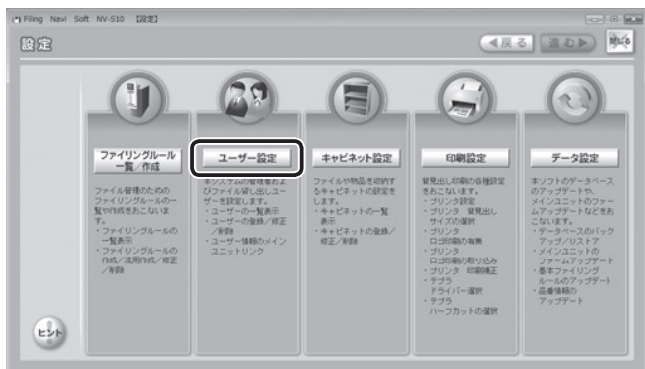 Filing Navi Soft NV-S10 【設定】
設定
戻る
進む
閉じる
ファイリングルール
一覧／作成
ファイル管理のための
ファイリングルールの一
覧や作成をおこないま
す。
・ファイリングルールの
一覧表示
・ファイリングルールの
作成／流用作成／修正
／削除
ユーザー設定
本システムの管理者およ
びファイル貸し出しユー
ザーを設定します。
・ユーザーの一覧表示
・ユーザーの登録／修正
／削除
・ユーザー情報のメイン
ユニットリンク
キャビネット設定
ファイルや物品を収納す
るキャビネットの設定を
します。
・キャビネットの一覧
表示
・キャビネットの登録／
修正／削除
印刷設定
背見出し印刷の各種設定
をおこないます。
・プリンタ設定
・プリンタ 背見出し
サイズの選択
・プリンタ
ロゴ印刷の有無
・プリンタ
ロゴ印刷の取り込み
・プリンタ 印刷補正
・テプラ
ドライバー選択
・テプラ
ハーフカットの選択
データ設定
本ソフトのデータベース
のアップデートや、
メインユニットのファー
ムアップデートなどをお
こないます。
・データベースのバック
アップ／リストア
・メインユニットの
ファームアップデート
・基本ファイリング
ルールのアップデート
・品番情報の
アップデート
ヒント